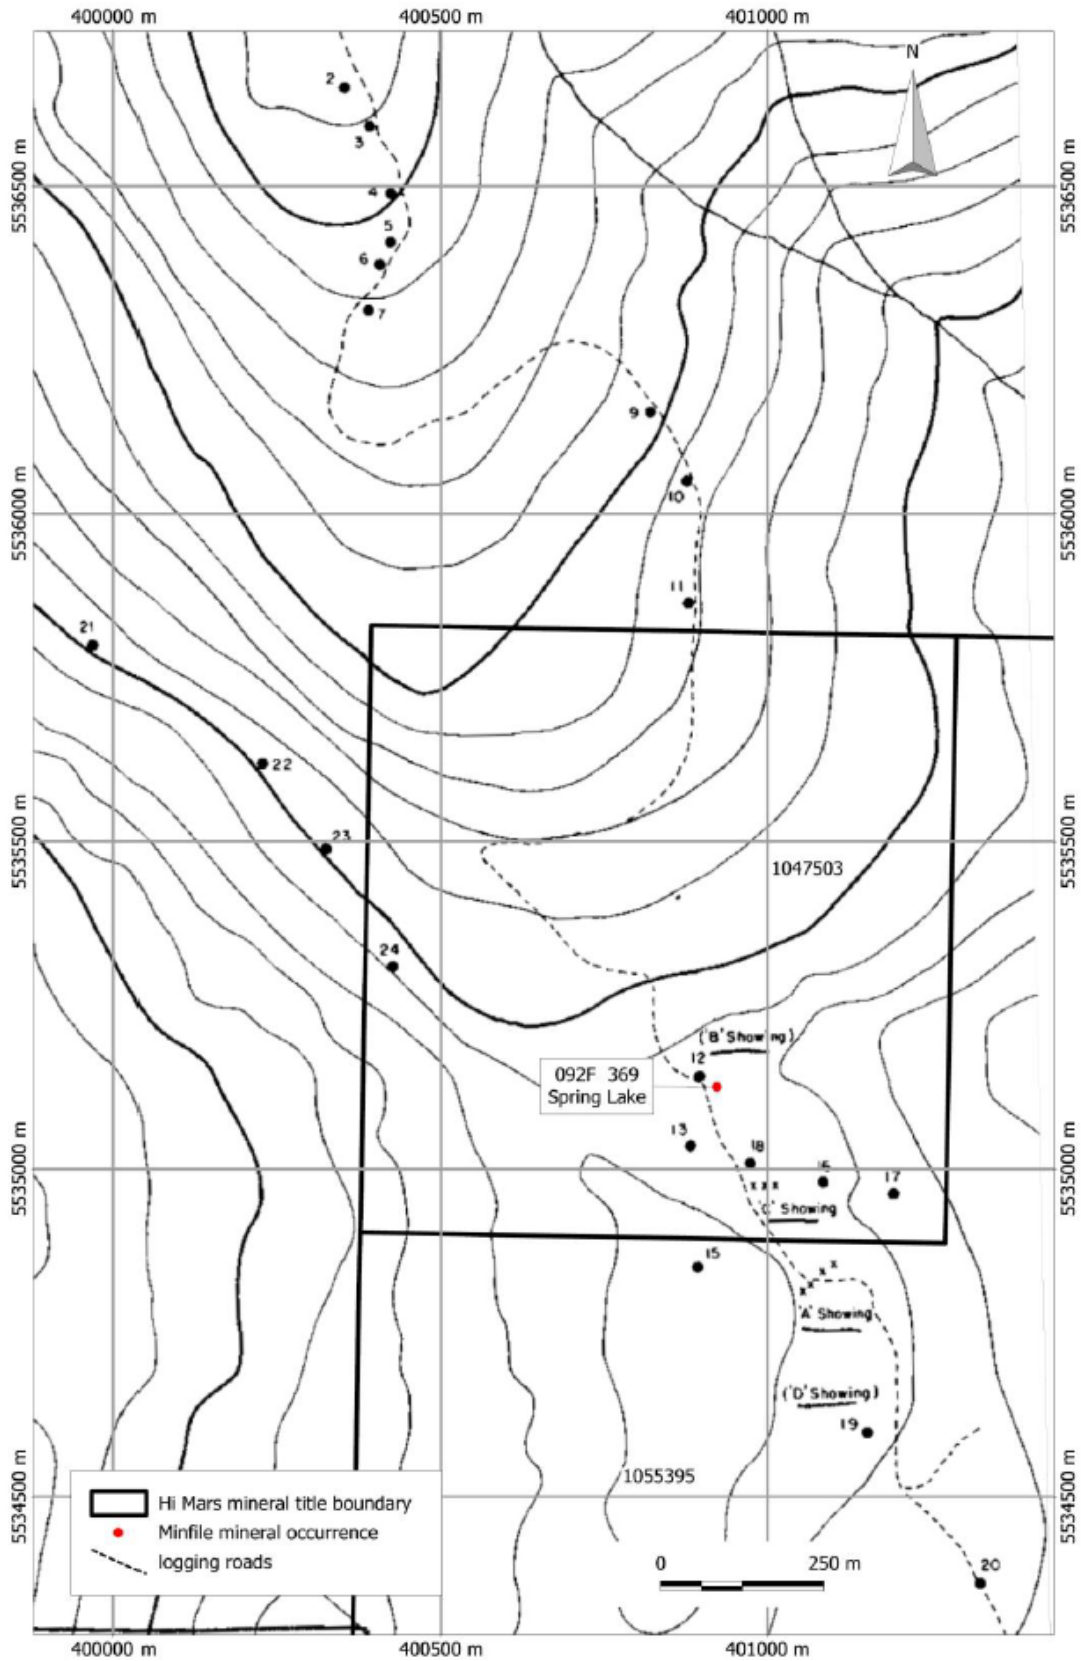 400000 m
400500 m
401000 m
N
2
3
5536500 m
5536500 m
4
5
6
7
9
10
5536000 m
5536000 m
11
21
22
23
5535500 m
5535500 m
1047503
24
('B' Showing)
12
092F 369
Spring Lake
13
18
5535000 m
5535000 m
16
17
x x x
'C' Showing
15
x x x x
'A' Showing
('D' Showing)
19
1055395
5534500 m
5534500 m
Hi Mars mineral title boundary
Minfile mineral occurrence
logging roads
0
250 m
20
400000 m
400500 m
401000 m